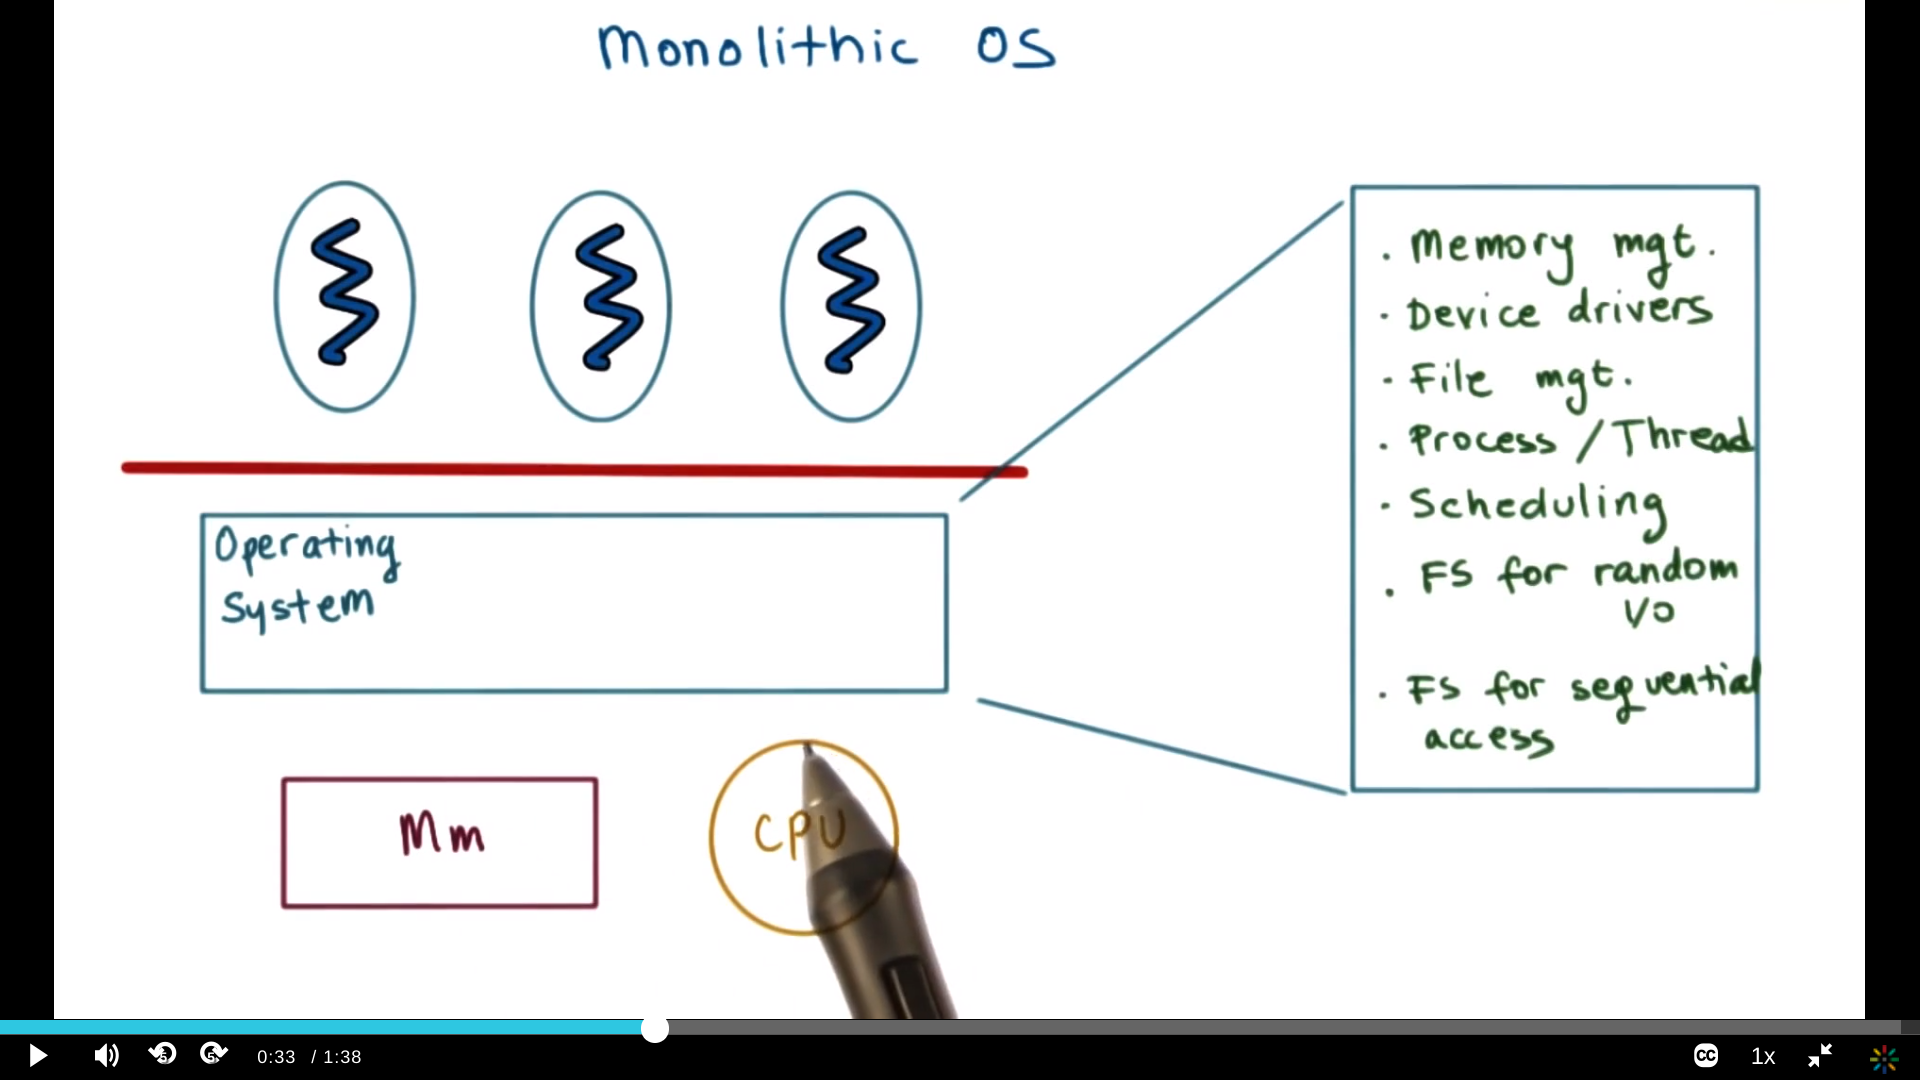 Monolithic OS
Operating
System
Mm
CPU
. Memory mgt.
. Device drivers
- File mgt.
. Process / Thread
- Scheduling
. FS for random
I/O
. FS for sequential
access
5
5
0:33 / 1:38
CC
1x